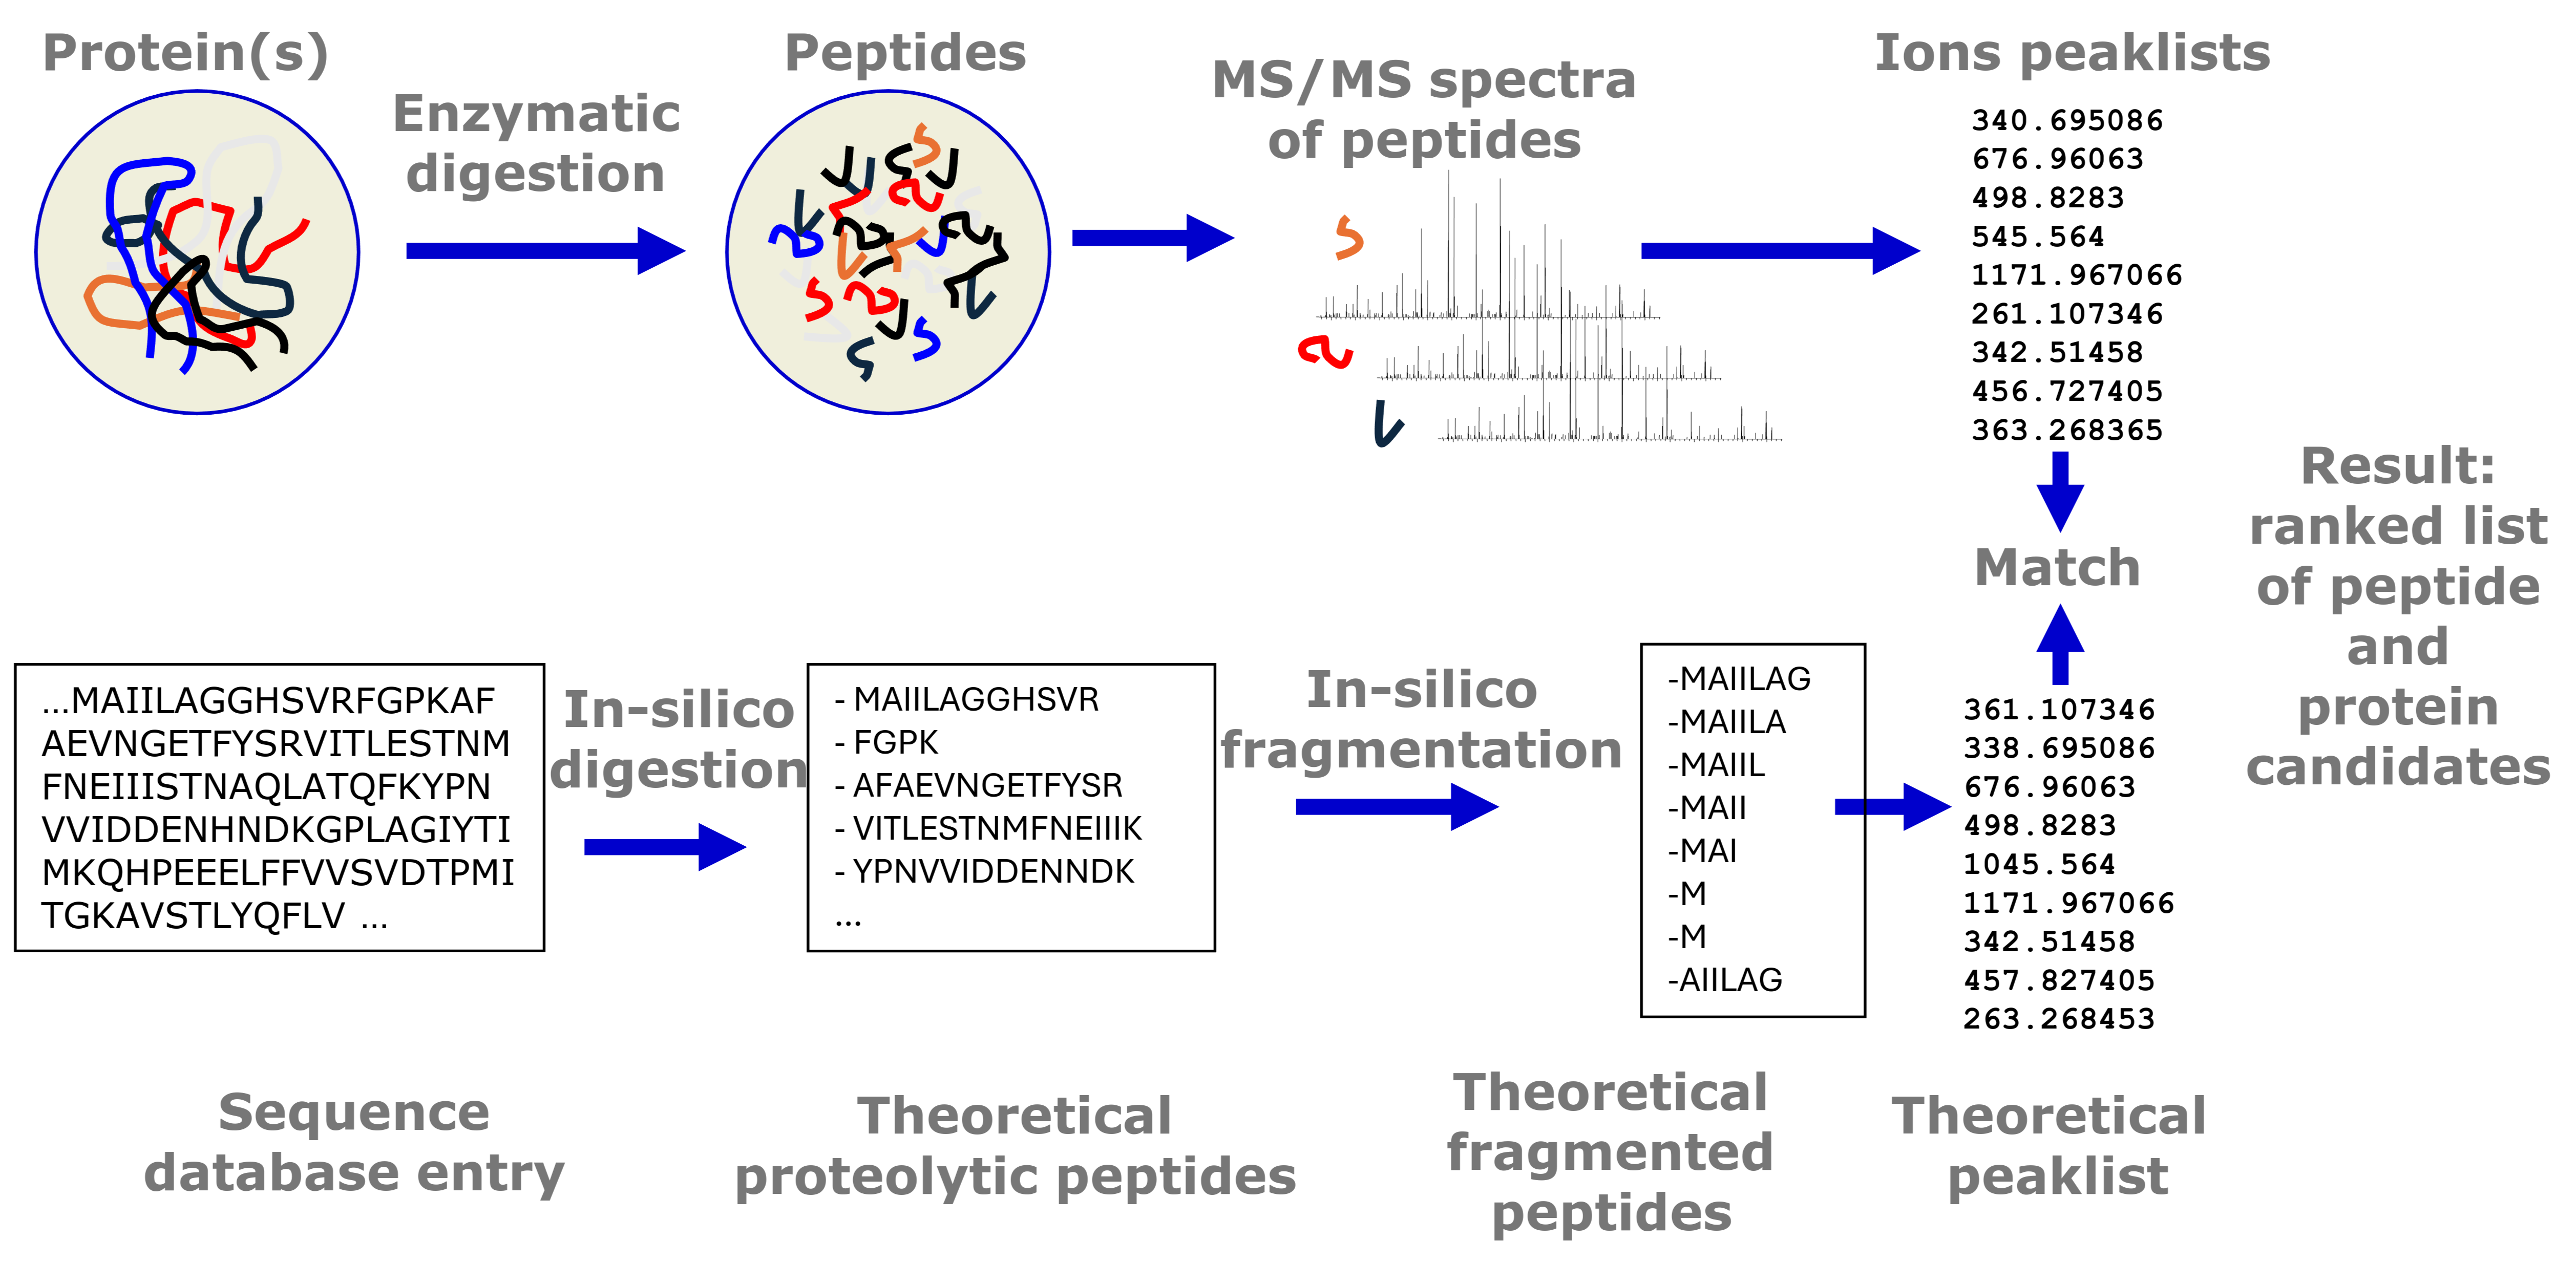 Protein(s)
Enzymatic
digestion
Peptides
MS/MS spectra
of peptides
Ions peaklists
340.695086
676.96063
498.8283
545.564
1171.967066
261.107346
342.51458
456.727405
363.268365
Match
Result:
ranked list
of peptide
and
protein
candidates
...MAIILAGGHSVRFGPKAF
AEVNGETFYSRVITLESTNM
FNEIIISTNAQLATQFKYPN
VVIDDENHNDKGPLAGIYTI
MKQHPEEELFFVVSVDTPMI
TGKAVSTLYQFLV ...
In-silico
digestion
- MAIILAGGHSVR
- FGPK
- AFAEVNGETFYSR
- VITLESTNMFNEIIIK
- YPNVVIDDENNDK
...
In-silico
fragmentation
-MAIILAG
-MAIILA
-MAIIL
-MAII
-MAI
-M
-M
-AIILAG
361.107346
338.695086
676.96063
498.8283
1045.564
1171.967066
342.51458
457.827405
263.268453
Sequence
database entry
Theoretical
proteolytic peptides
Theoretical
fragmented
peptides
Theoretical
peaklist